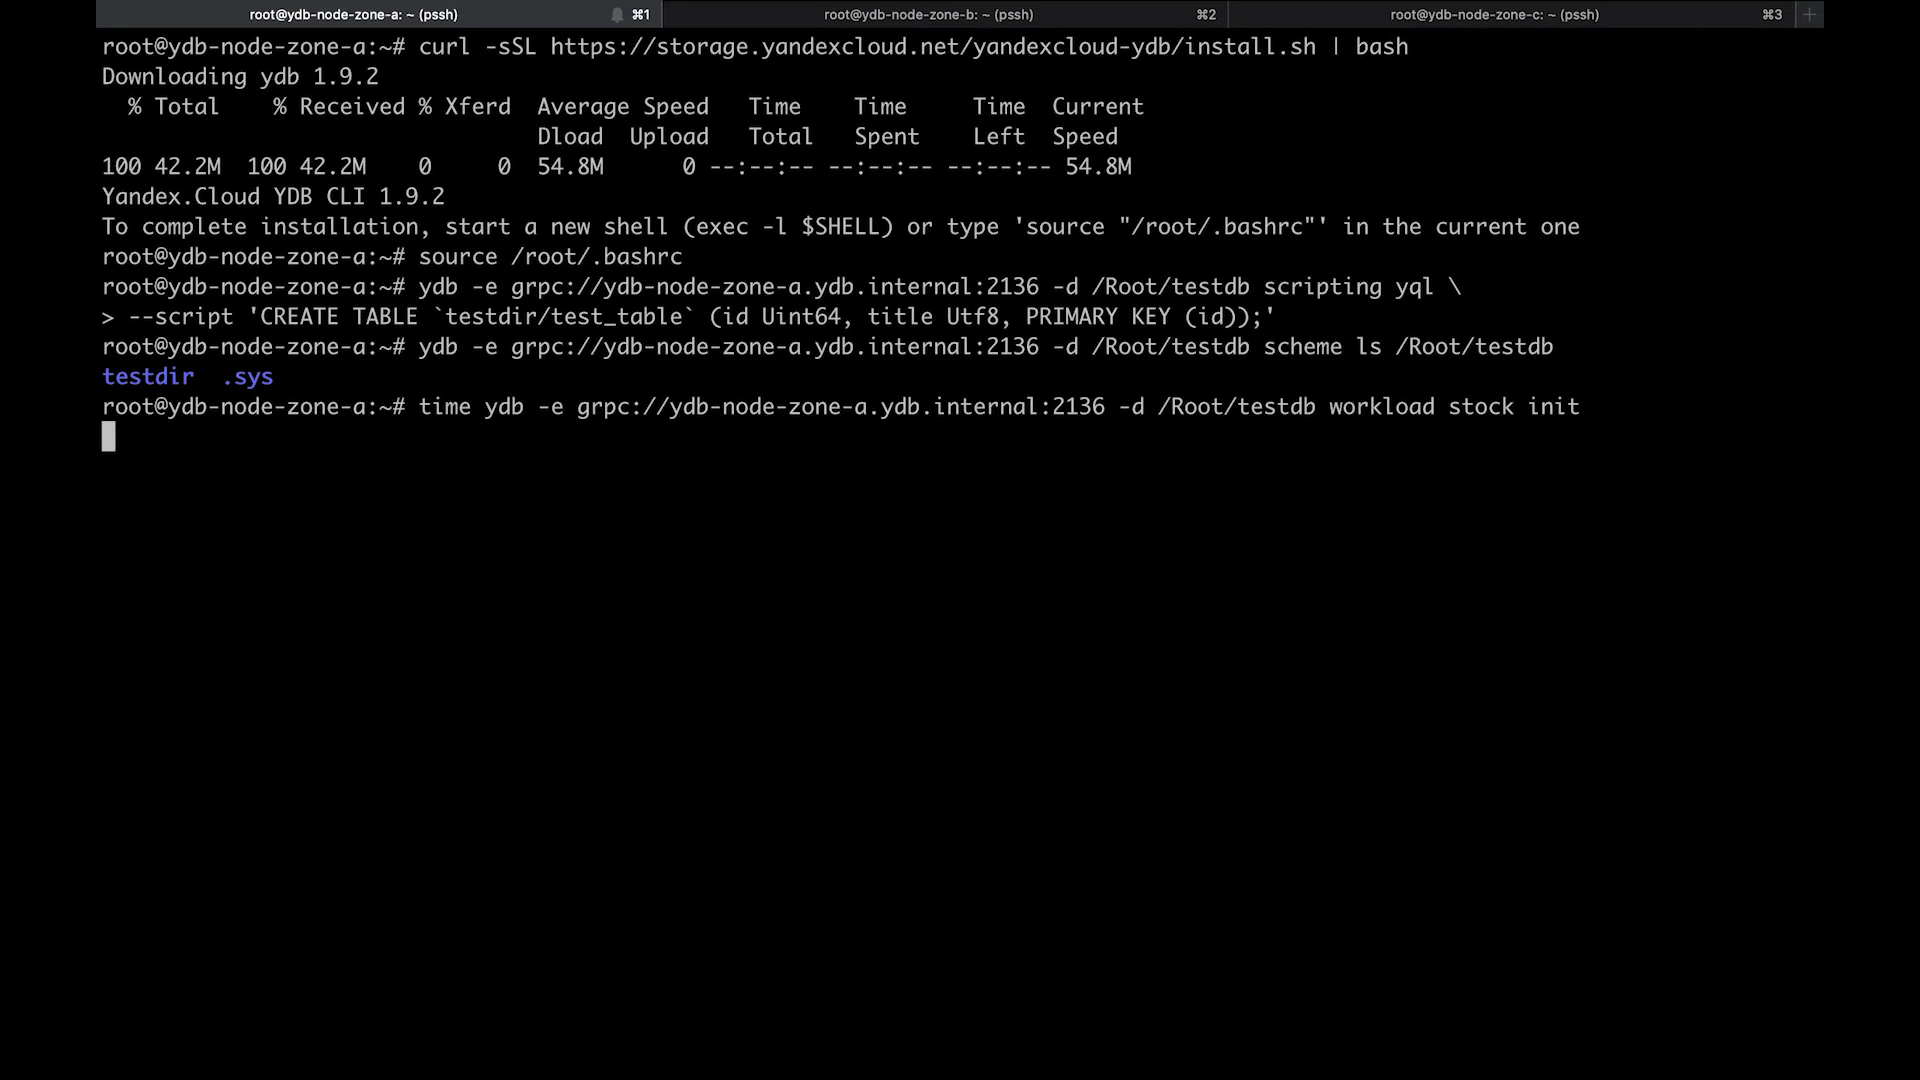 root@ydb-node-zone-a: ~ (pssh) ⌘1 root@ydb-node-zone-b: ~ (pssh) ⌘2 root@ydb-node-zone-c: ~ (pssh) ⌘3 +
root@ydb-node-zone-a:~# curl -sSL https://storage.yandexcloud.net/yandexcloud-ydb/install.sh | bash
Downloading ydb 1.9.2
  % Total    % Received % Xferd  Average Speed   Time    Time     Time  Current
                                 Dload  Upload   Total   Spent    Left  Speed
100 42.2M  100 42.2M    0     0  54.8M      0 --:--:-- --:--:-- --:--:-- 54.8M
Yandex.Cloud YDB CLI 1.9.2
To complete installation, start a new shell (exec -l $SHELL) or type 'source "/root/.bashrc"' in the current one
root@ydb-node-zone-a:~# source /root/.bashrc
root@ydb-node-zone-a:~# ydb -e grpc://ydb-node-zone-a.ydb.internal:2136 -d /Root/testdb scripting yql \
> --script 'CREATE TABLE `testdir/test_table` (id Uint64, title Utf8, PRIMARY KEY (id));'
root@ydb-node-zone-a:~# ydb -e grpc://ydb-node-zone-a.ydb.internal:2136 -d /Root/testdb scheme ls /Root/testdb
testdir  .sys
root@ydb-node-zone-a:~# time ydb -e grpc://ydb-node-zone-a.ydb.internal:2136 -d /Root/testdb workload stock init